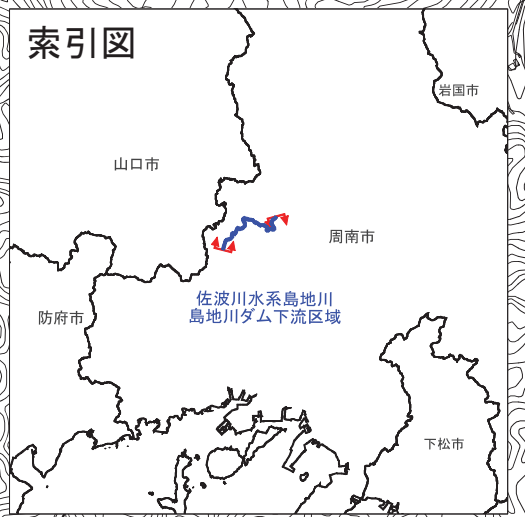 索引図
岩国市
山口市
周南市
佐波川水系島地川
島地川ダム下流区域
防府市
下松市